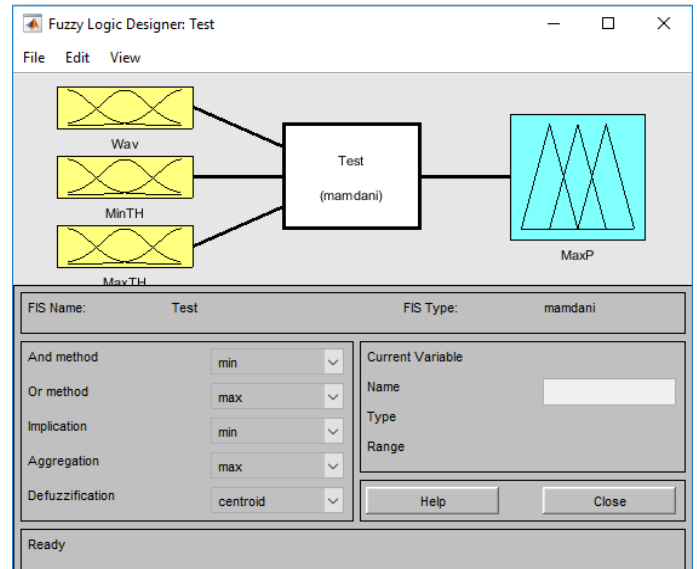 Fuzzy Logic Designer: Test
File Edit View
Wav
MinTH
MaxTH
Test
(mamdani)
MaxP
FIS Name: Test FIS Type: mamdani
And method min
Or method max
Implication min
Aggregation max
Defuzzification centroid
Current Variable
Name
Type
Range
Help Close
Ready